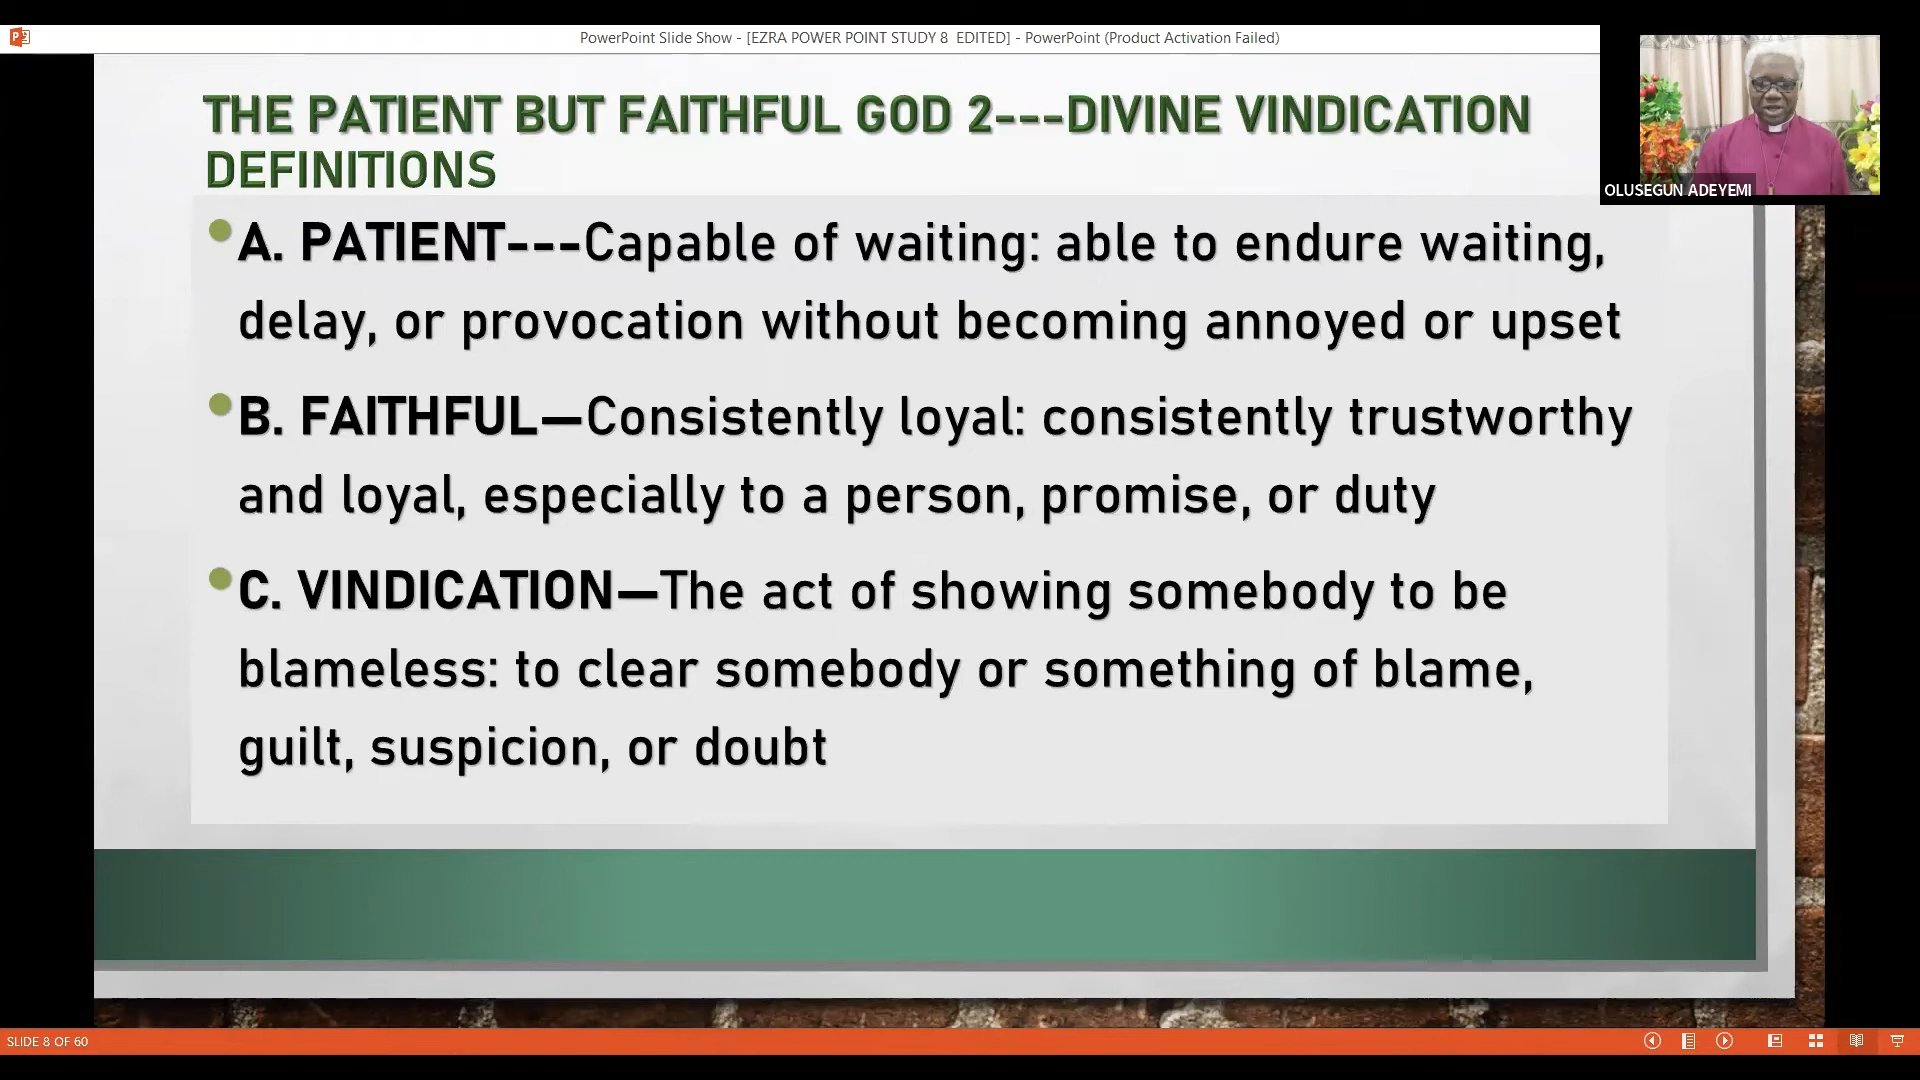 PowerPoint Slide Show - [EZRA POWER POINT STUDY 8  EDITED] - PowerPoint (Product Activation Failed)
THE PATIENT BUT FAITHFUL GOD 2---DIVINE VINDICATION
DEFINITIONS
OLUSEGUN ADEYEMI
A. PATIENT---Capable of waiting: able to endure waiting,
delay, or provocation without becoming annoyed or upset
B. FAITHFUL—Consistently loyal: consistently trustworthy
and loyal, especially to a person, promise, or duty
C. VINDICATION—The act of showing somebody to be
blameless: to clear somebody or something of blame,
guilt, suspicion, or doubt
SLIDE 8 OF 60